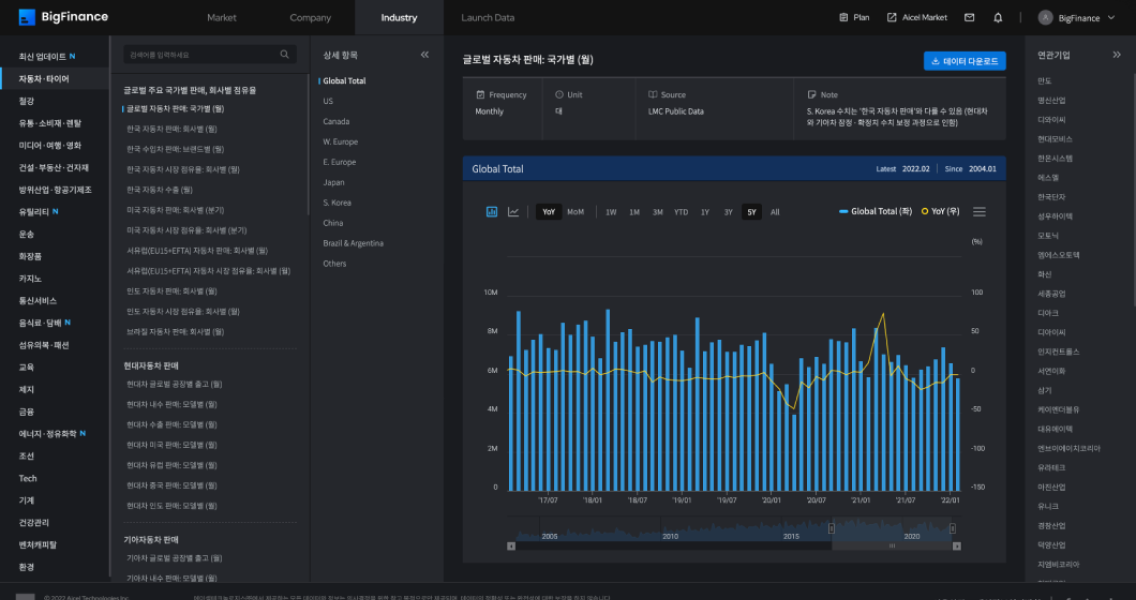 BigFinance
Market
Company
Industry
Launch Data
Plan
Aicel Market
BigFinance
최신 업데이트 N
자동차·타이어
철강
유통·소비재·렌탈
미디어·여행·영화
건설·부동산·건자재
방위산업·항공기제조
유틸리티 N
운송
화장품
카지노
통신서비스
음식료·담배 N
섬유의복·패션
교육
제지
금융
에너지·정유화학 N
조선
Tech
기계
건강관리
벤처캐피탈
환경
검색어를 입력하세요
글로벌 주요 국가별 판매, 회사별 점유율
글로벌 자동차 판매: 국가별 (월)
한국 자동차 판매: 회사별 (월)
한국 수입차 판매: 브랜드별 (월)
한국 자동차 시장 점유율: 회사별 (월)
한국 자동차 수출 (월)
미국 자동차 판매: 회사별 (분기)
미국 자동차 시장 점유율: 회사별 (분기)
서유럽(EU15+EFTA) 자동차 판매: 회사별 (월)
서유럽(EU15+EFTA) 자동차 시장 점유율: 회사별 (월)
인도 자동차 판매: 회사별 (월)
인도 자동차 시장 점유율: 회사별 (월)
브라질 자동차 판매: 회사별 (월)
현대자동차 판매
현대차 글로벌 공장별 출고 (월)
현대차 내수 판매: 모델별 (월)
현대차 수출 판매: 모델별 (월)
현대차 미국 판매: 모델별 (월)
현대차 유럽 판매: 모델별 (월)
현대차 중국 판매: 모델별 (월)
현대차 인도 판매: 모델별 (월)
기아자동차 판매
기아차 글로벌 공장별 출고 (월)
기아차 내수 판매: 모델별 (월)
상세 항목
Global Total
US
Canada
W. Europe
E. Europe
Japan
S. Korea
China
Brazil & Argentina
Others
글로벌 자동차 판매: 국가별 (월)
데이터 다운로드
Frequency
Monthly
Unit
대
Source
LMC Public Data
Note
S. Korea 수치는 '한국 자동차 판매'와 다를 수 있음 (현대차
와 기아차 잠정·확정치 수치 보정 과정으로 인함)
Global Total
Latest 2022.02
Since 2004.01
YoY MoM
1W 1M 3M YTD 1Y 3Y 5Y All
Global Total (좌) YoY (우)
(%)
10M 100
8M 50
6M 0
4M -50
2M -100
0 -150
'17/07 '18/01 '18/07 '19/01 '19/07 '20/01 '20/07 '21/01 '21/07 '22/01
2005 2010 2015 2020
연관기업
만도
명신산업
디와이씨
현대모비스
한온시스템
에스엘
한국단자
성우하이텍
모토닉
엠에스오토텍
화신
세종공업
디아크
디아이씨
인지컨트롤스
서연이화
삼기
케이엔더블유
대유에이텍
엔브이에이치코리아
유라테크
아진산업
유니크
경창산업
덕양산업
지엠비코리아
© 2022 Aicel Technologies Inc.